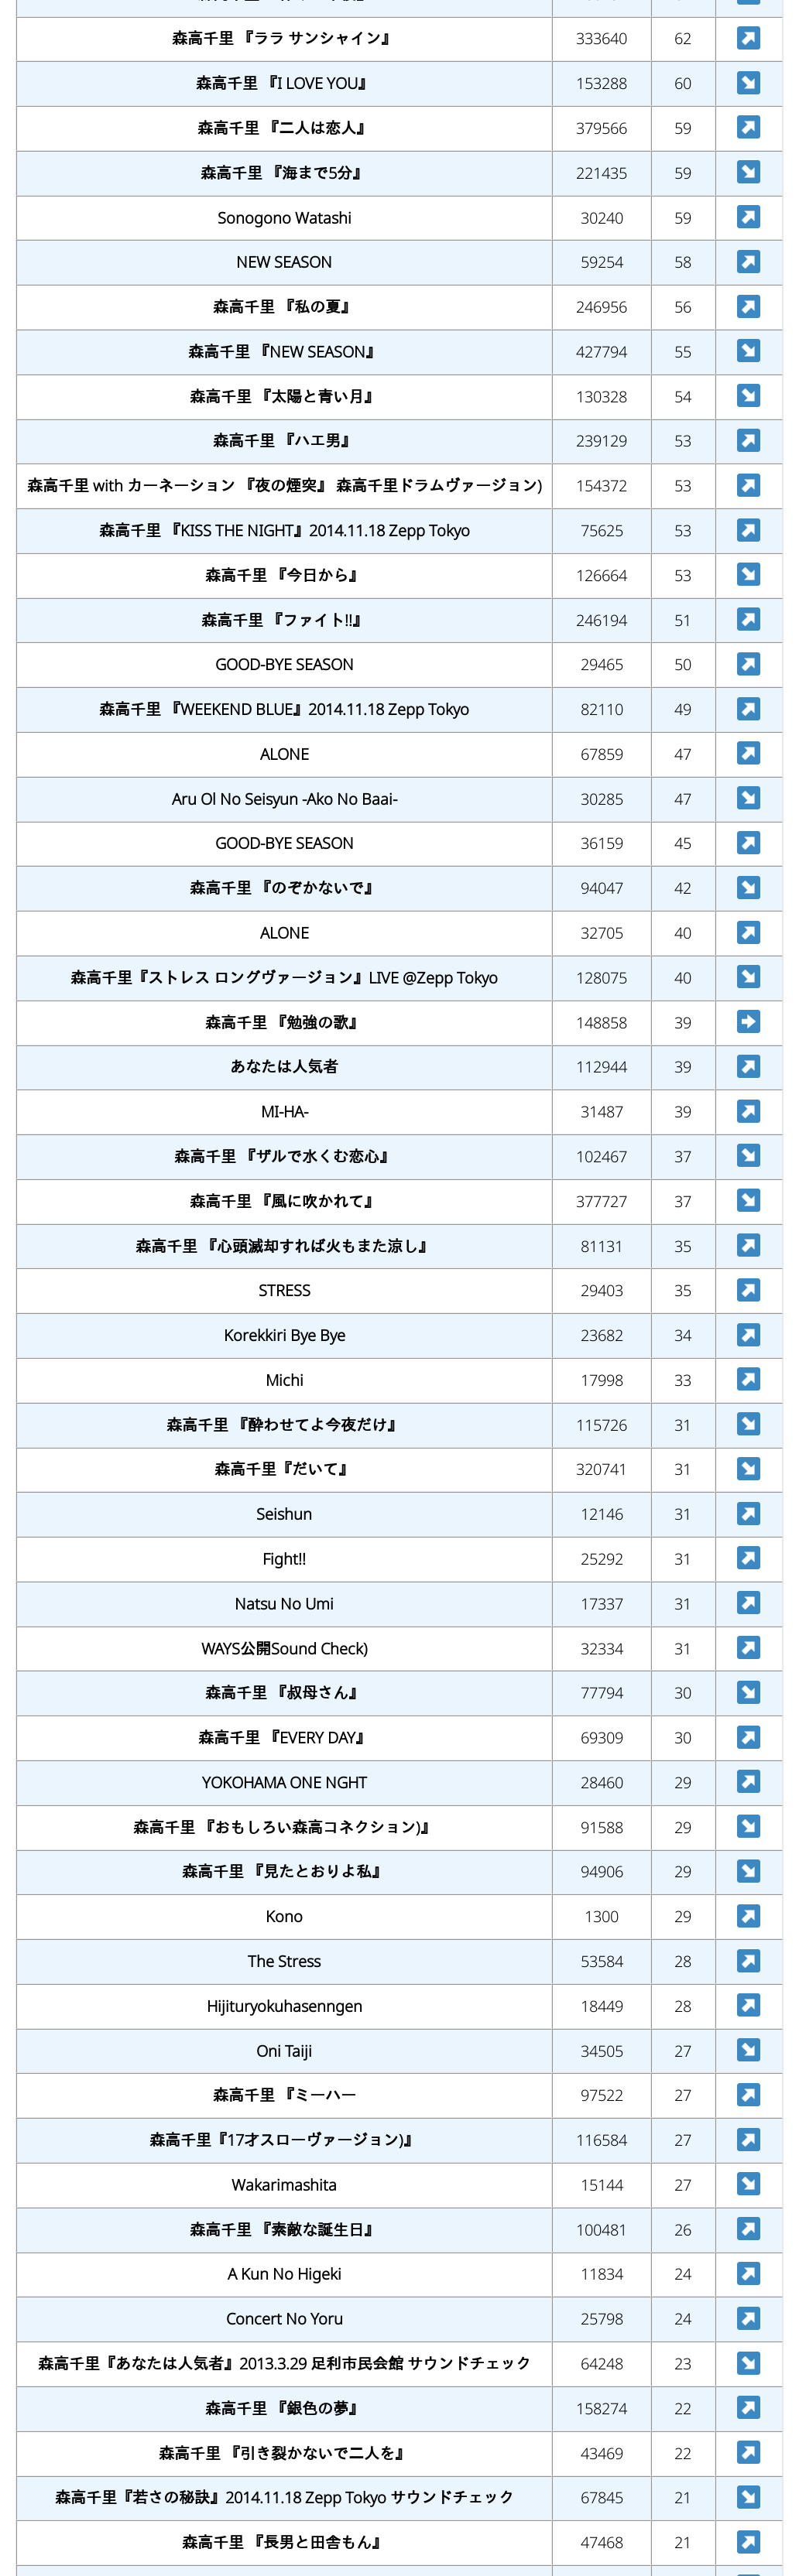 森高千里 『ララ サンシャイン』 333640 62
森高千里 『I LOVE YOU』 153288 60
森高千里 『二人は恋人』 379566 59
森高千里 『海まで5分』 221435 59
Sonogono Watashi 30240 59
NEW SEASON 59254 58
森高千里 『私の夏』 246956 56
森高千里 『NEW SEASON』 427794 55
森高千里 『太陽と青い月』 130328 54
森高千里 『ハエ男』 239129 53
森高千里 with カーネーション 『夜の煙突』 森高千里ドラムヴァージョン) 154372 53
森高千里 『KISS THE NIGHT』2014.11.18 Zepp Tokyo 75625 53
森高千里 『今日から』 126664 53
森高千里 『ファイト!!』 246194 51
GOOD-BYE SEASON 29465 50
森高千里 『WEEKEND BLUE』2014.11.18 Zepp Tokyo 82110 49
ALONE 67859 47
Aru Ol No Seisyun -Ako No Baai- 30285 47
GOOD-BYE SEASON 36159 45
森高千里 『のぞかないで』 94047 42
ALONE 32705 40
森高千里『ストレス ロングヴァージョン』LIVE @Zepp Tokyo 128075 40
森高千里 『勉強の歌』 148858 39
あなたは人気者 112944 39
MI-HA- 31487 39
森高千里 『ザルで水くむ恋心』 102467 37
森高千里 『風に吹かれて』 377727 37
森高千里 『心頭滅却すれば火もまた涼し』 81131 35
STRESS 29403 35
Korekkiri Bye Bye 23682 34
Michi 17998 33
森高千里 『酔わせてよ今夜だけ』 115726 31
森高千里『だいて』 320741 31
Seishun 12146 31
Fight!! 25292 31
Natsu No Umi 17337 31
WAYS公開Sound Check) 32334 31
森高千里 『叔母さん』 77794 30
森高千里 『EVERY DAY』 69309 30
YOKOHAMA ONE NGHT 28460 29
森高千里 『おもしろい森高コネクション)』 91588 29
森高千里 『見たとおりよ私』 94906 29
Kono 1300 29
The Stress 53584 28
Hijituryokuhasenngen 18449 28
Oni Taiji 34505 27
森高千里 『ミーハー 97522 27
森高千里『17才スローヴァージョン)』 116584 27
Wakarimashita 15144 27
森高千里 『素敵な誕生日』 100481 26
A Kun No Higeki 11834 24
Concert No Yoru 25798 24
森高千里『あなたは人気者』2013.3.29 足利市民会館 サウンドチェック 64248 23
森高千里 『銀色の夢』 158274 22
森高千里 『引き裂かないで二人を』 43469 22
森高千里『若さの秘訣』2014.11.18 Zepp Tokyo サウンドチェック 67845 21
森高千里 『長男と田舎もん』 47468 21